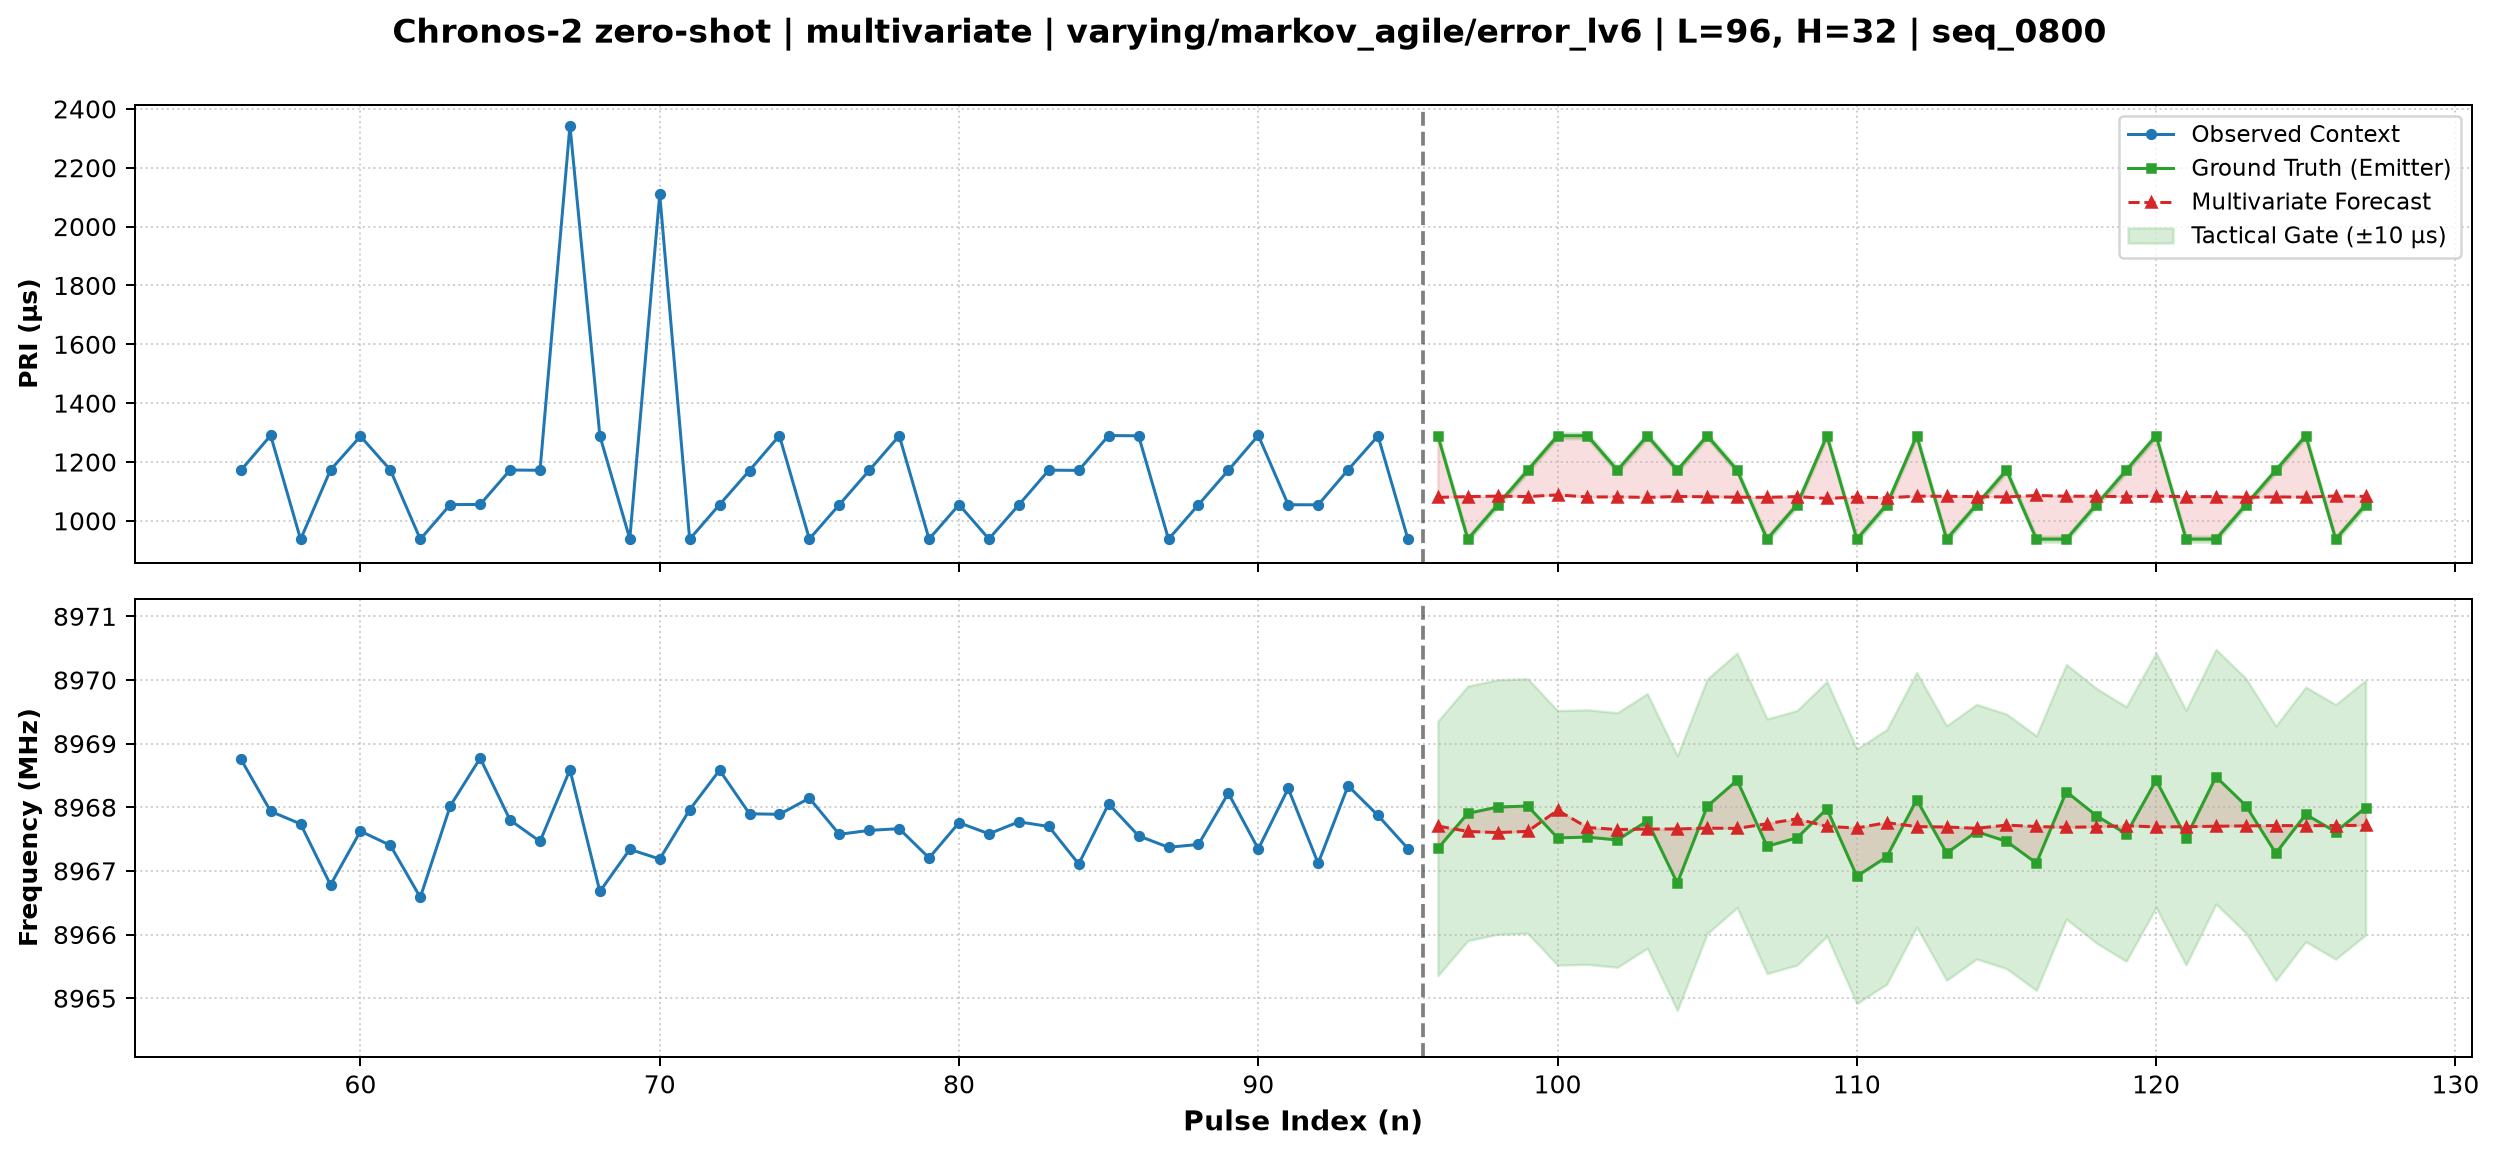 Chronos-2 zero-shot | multivariate | varying/markov_agile/error_lv6 | L=96, H=32 | seq_0800
2400
2200
2000
1800
1600
1400
1200
1000
PRI (µs)
Observed Context
Ground Truth (Emitter)
Multivariate Forecast
Tactical Gate (±10 µs)
8971
8970
8969
8968
8967
8966
8965
Frequency (MHz)
60 70 80 90 100 110 120 130
Pulse Index (n)